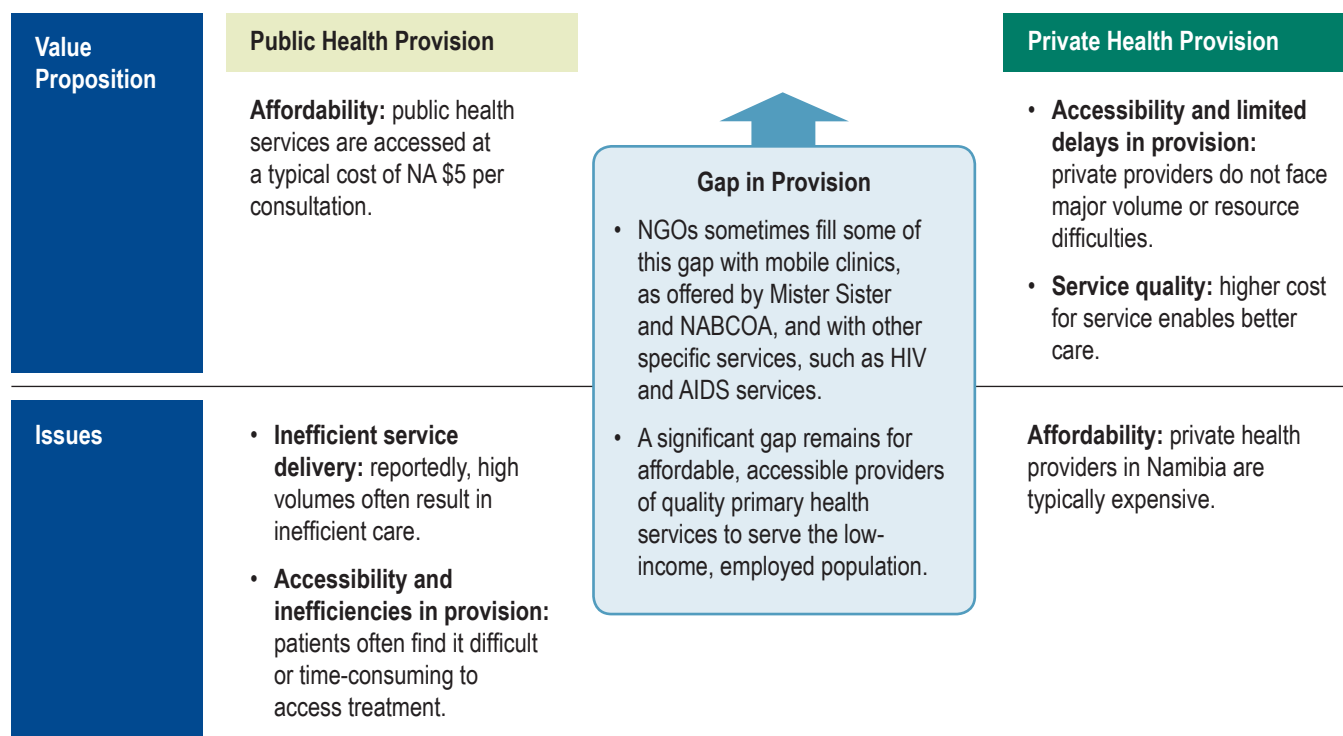 Value
Proposition
Public Health Provision
Affordability: public health
services are accessed at
a typical cost of NA $5 per
consultation.
Gap in Provision
• NGOs sometimes fill some of
this gap with mobile clinics,
as offered by Mister Sister
and NABCOA, and with other
specific services, such as HIV
and AIDS services.
• A significant gap remains for
affordable, accessible providers
of quality primary health
services to serve the low-
income, employed population.
Private Health Provision
• Accessibility and limited
delays in provision:
private providers do not face
major volume or resource
difficulties.
• Service quality: higher cost
for service enables better
care.
Issues
• Inefficient service
delivery: reportedly, high
volumes often result in
inefficient care.
• Accessibility and
inefficiencies in provision:
patients often find it difficult
or time-consuming to
access treatment.
Affordability: private health
providers in Namibia are
typically expensive.